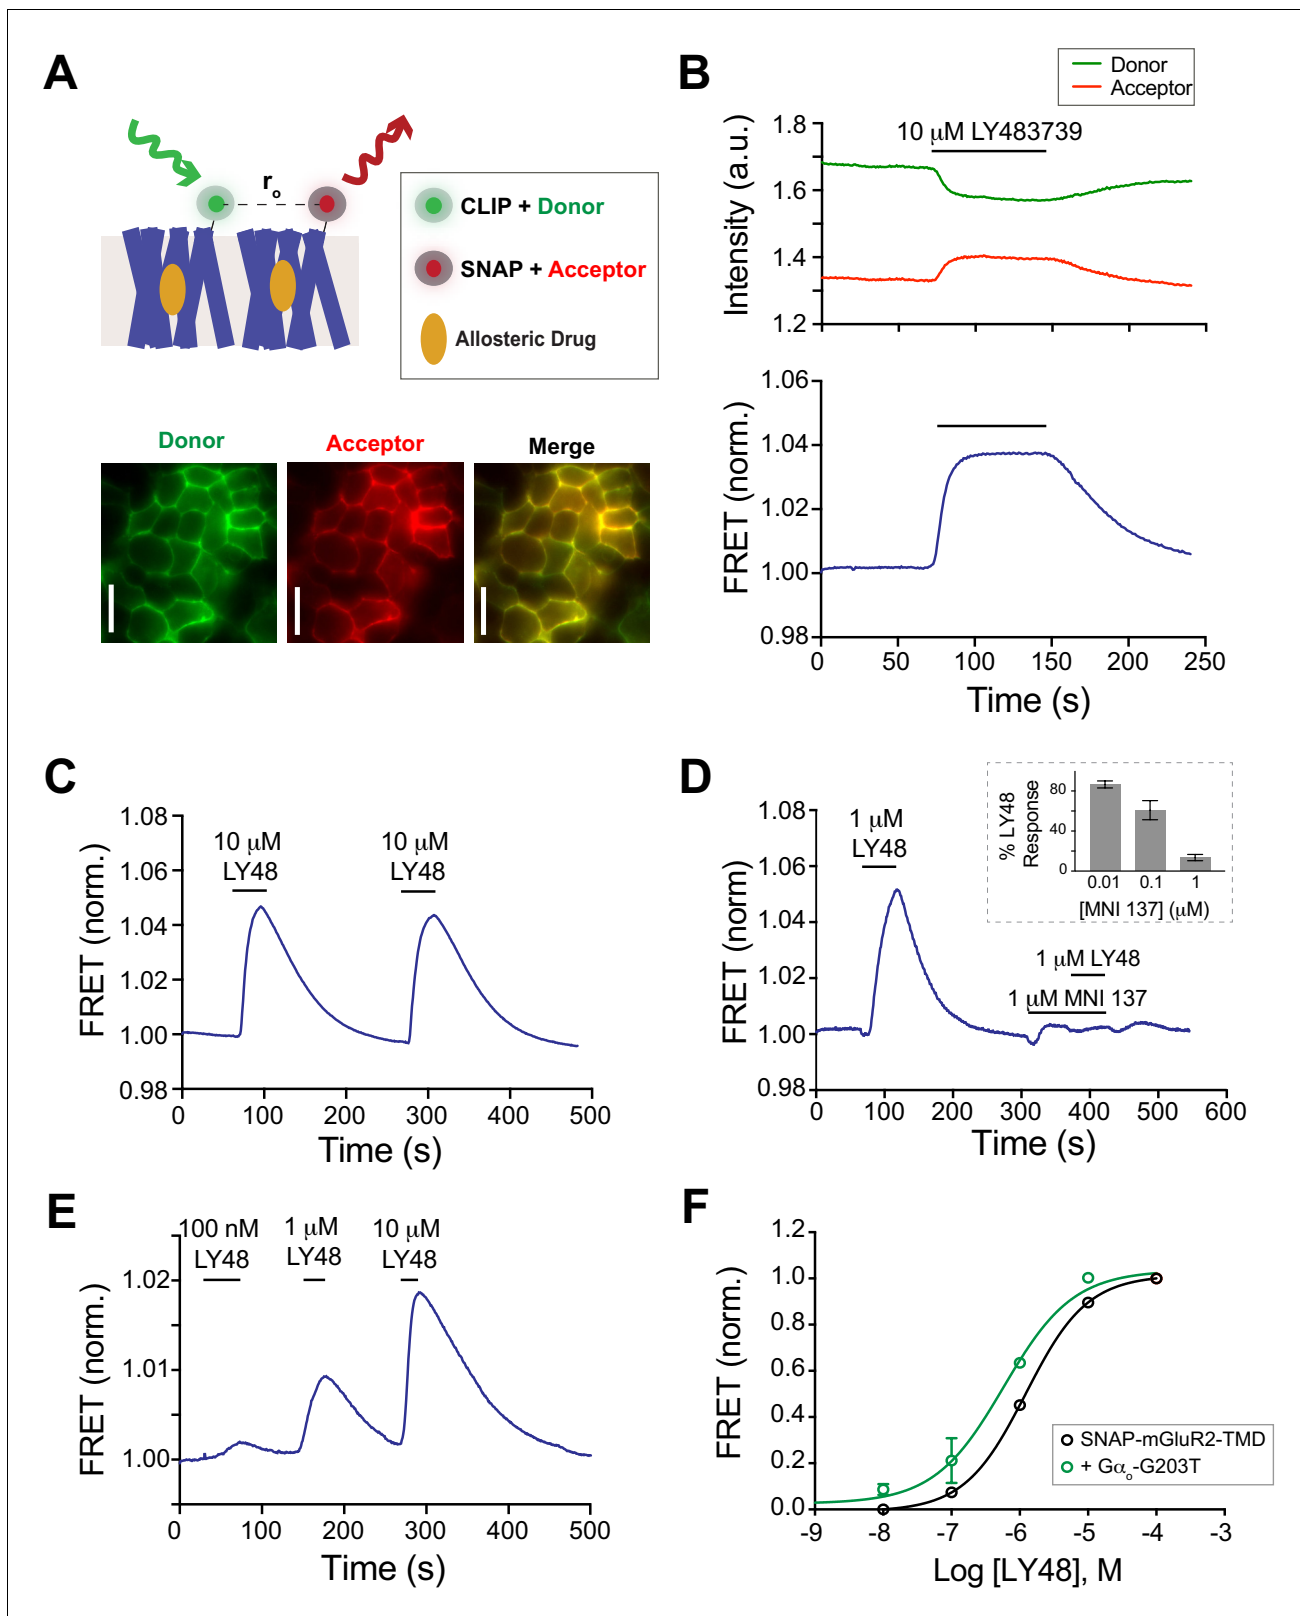 A
r₀
CLIP + Donor
SNAP + Acceptor
Allosteric Drug
Donor
Acceptor
Merge
B
Donor
Acceptor
10 μM LY483739
Intensity (a.u.)
1.8
1.6
1.4
1.2
FRET (norm.)
1.06
1.04
1.02
1.00
0.98
0
50
100
150
200
250
Time (s)
C
FRET (norm.)
1.08
1.06
1.04
1.02
1.00
0.98
10 μM
LY48
10 μM
LY48
0
100
200
300
400
500
Time (s)
D
FRET (norm)
1.08
1.06
1.04
1.02
1.00
0.98
1 μM
LY48
1 μM LY48
1 μM MNI 137
% LY48
Response
80
40
0
0.01
0.1
1
[MNI 137] (μM)
0
100
200
300
400
500
600
Time (s)
E
FRET (norm.)
1.02
1.01
1.00
100 nM
LY48
1 μM
LY48
10 μM
LY48
0
100
200
300
400
500
Time (s)
F
FRET (norm.)
1.2
1.0
0.8
0.6
0.4
0.2
0.0
SNAP-mGluR2-TMD
+ Gαₒ-G203T
-9
-8
-7
-6
-5
-4
-3
Log [LY48], M